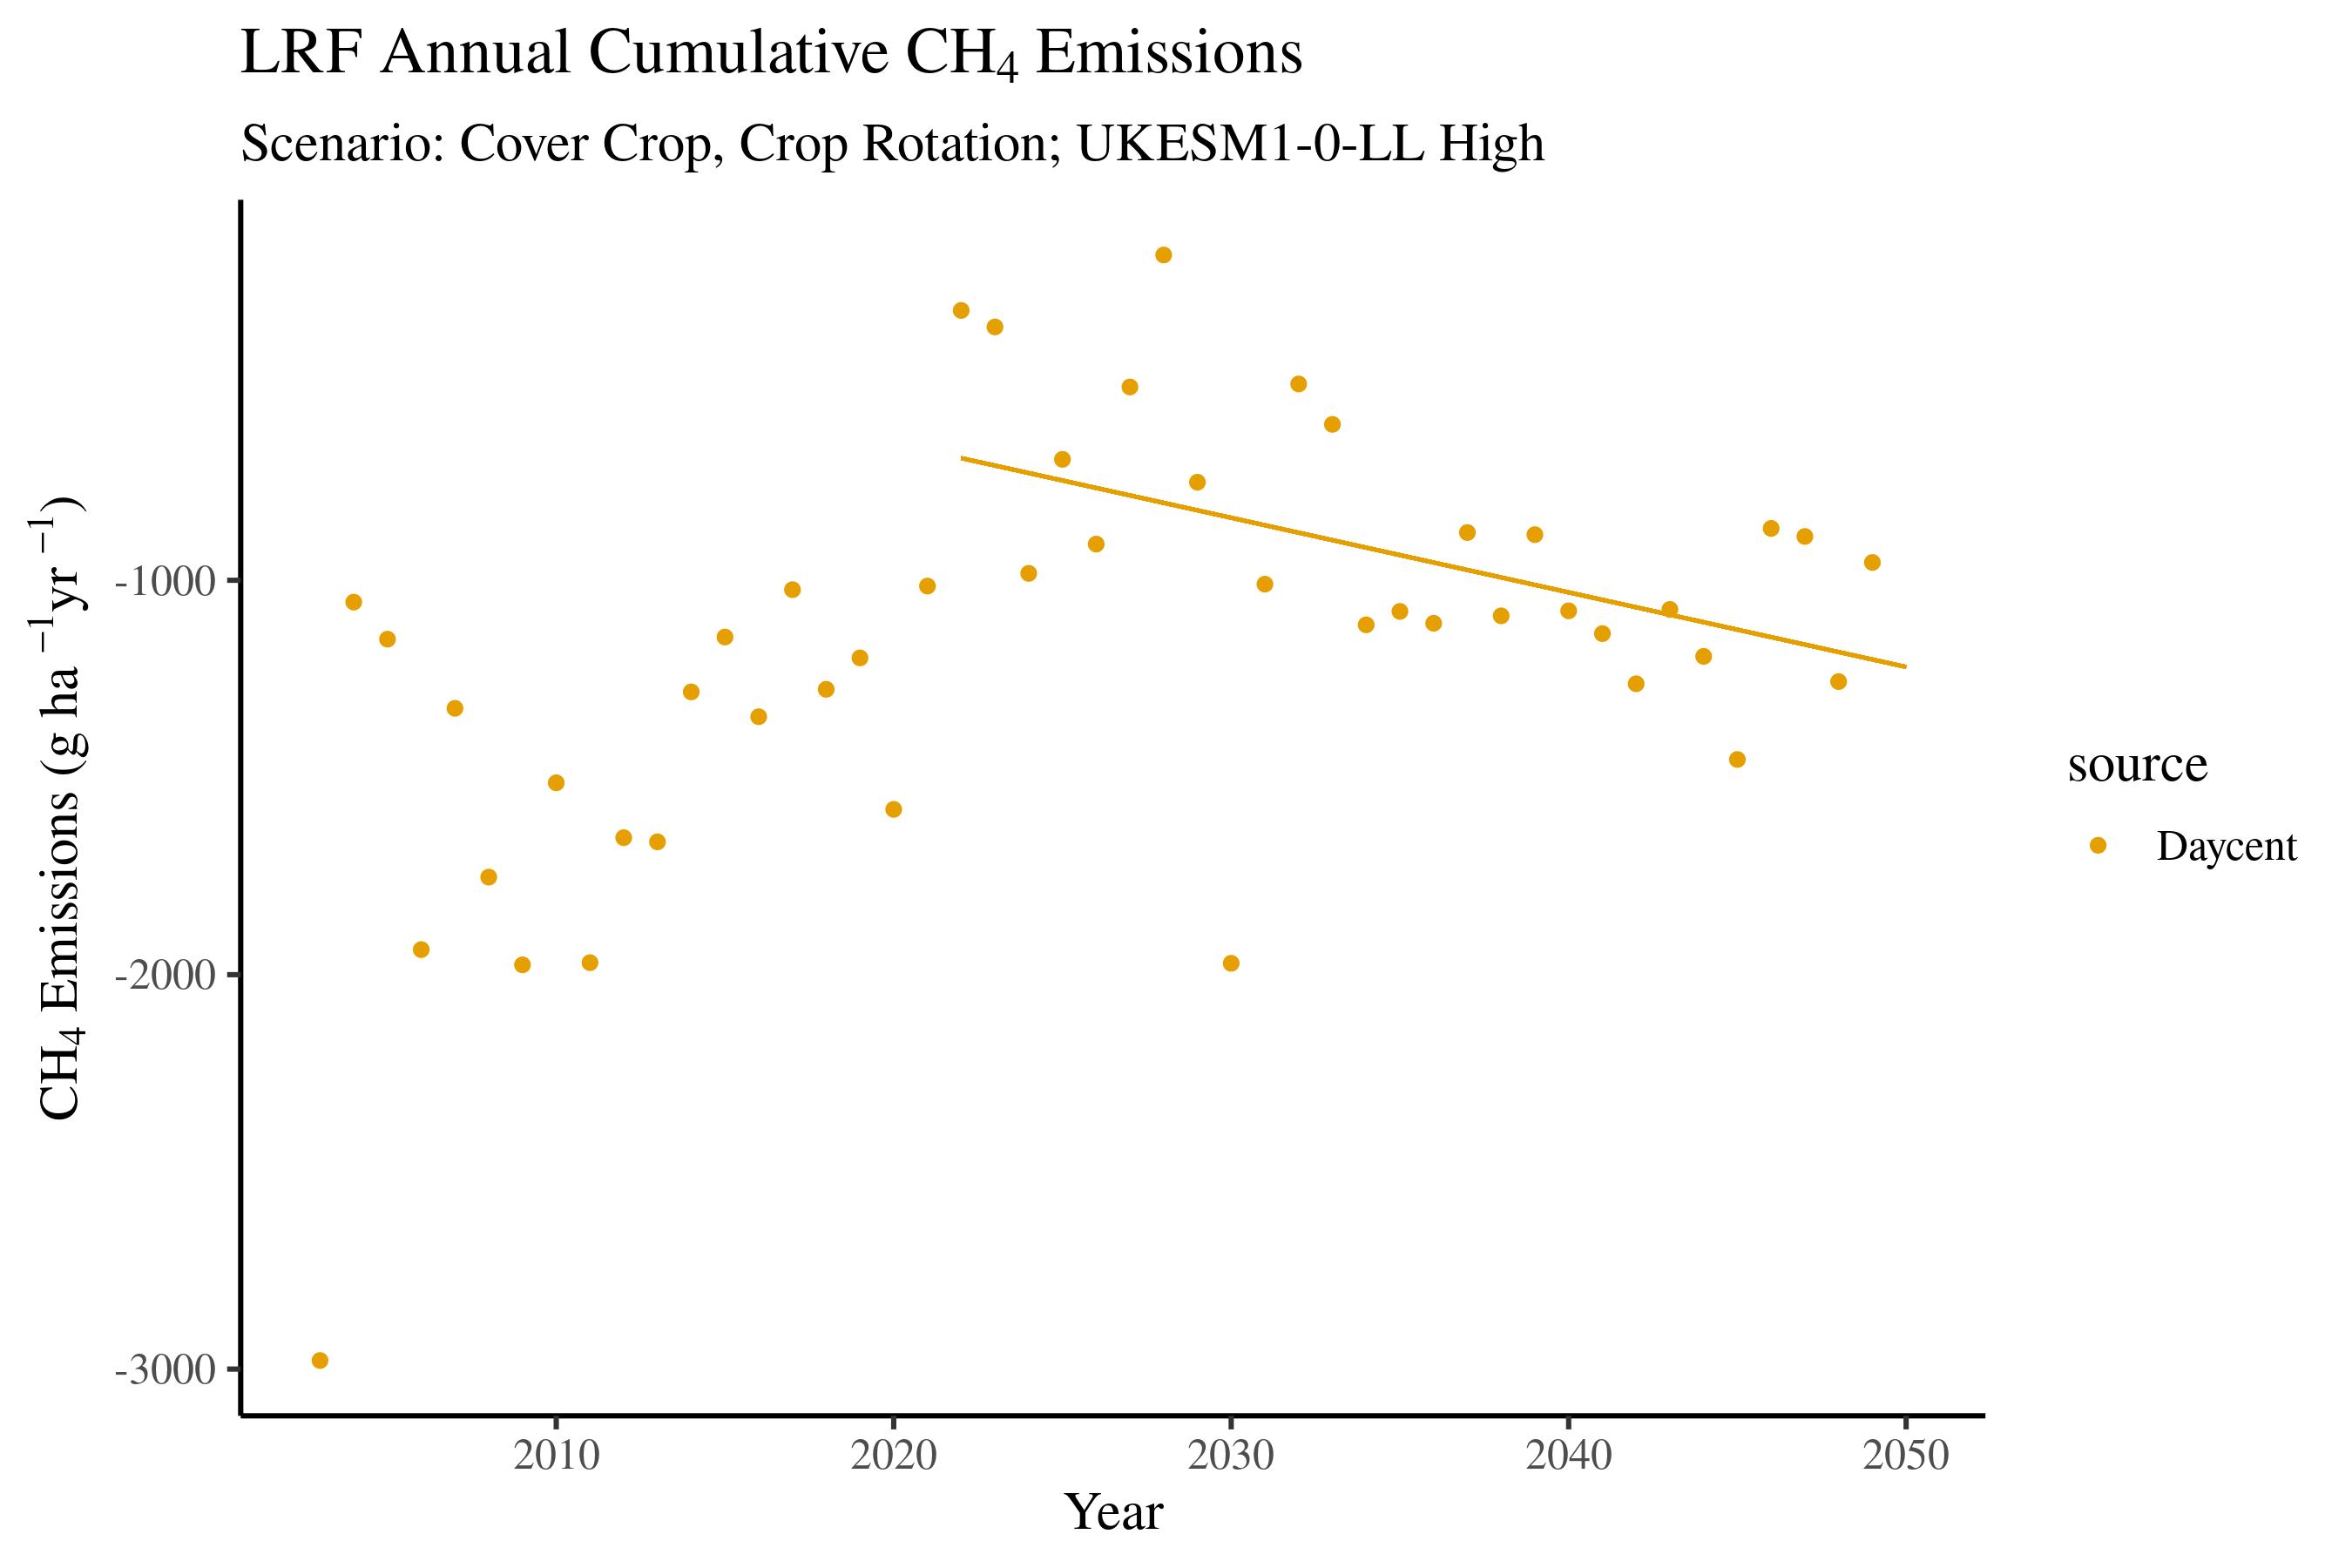 LRF Annual Cumulative CH₄ Emissions
Scenario: Cover Crop, Crop Rotation; UKESM1-0-LL High
CH₄ Emissions (g ha⁻¹yr⁻¹)
-1000
-2000
-3000
2010
2020
2030
2040
2050
Year
source
Daycent